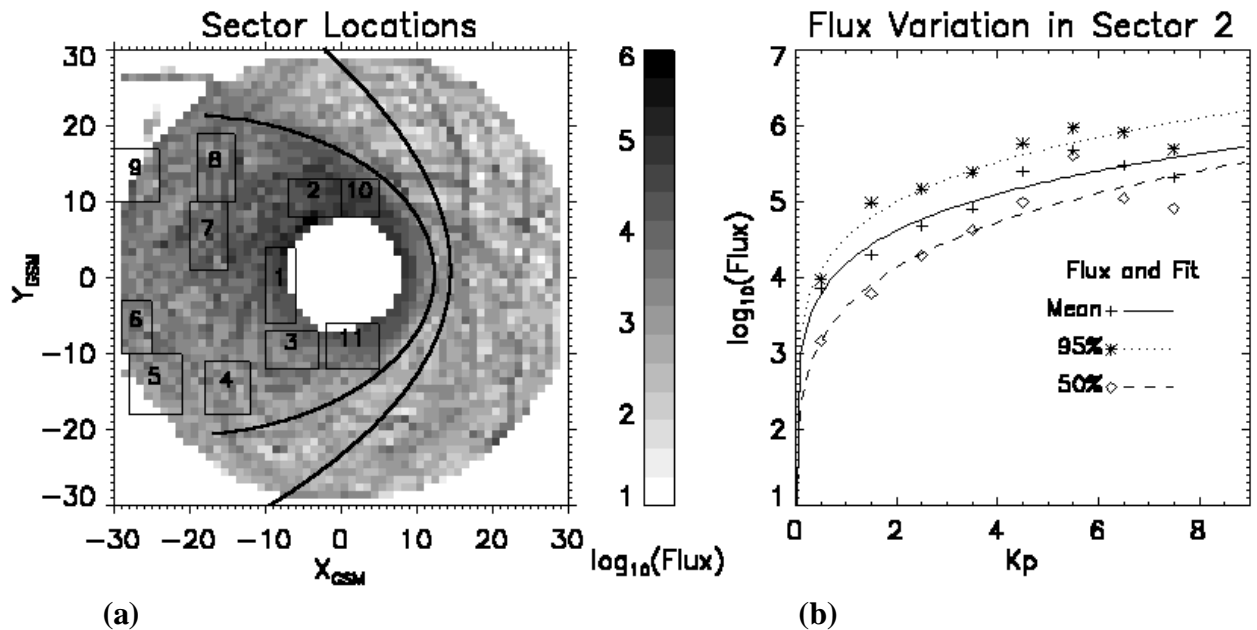 Sector Locations
30
20
10
0
−10
−20
−30
Y_GSM
9
8
2
10
7
1
6
3
11
5
4
−30 −20 −10 0 10 20 30
X_GSM
6
5
4
3
2
1
log₁₀(Flux)
(a)
Flux Variation in Sector 2
7
6
5
4
3
2
1
log₁₀(Flux)
Flux and Fit
Mean
95%
50%
0 2 4 6 8
Kp
(b)